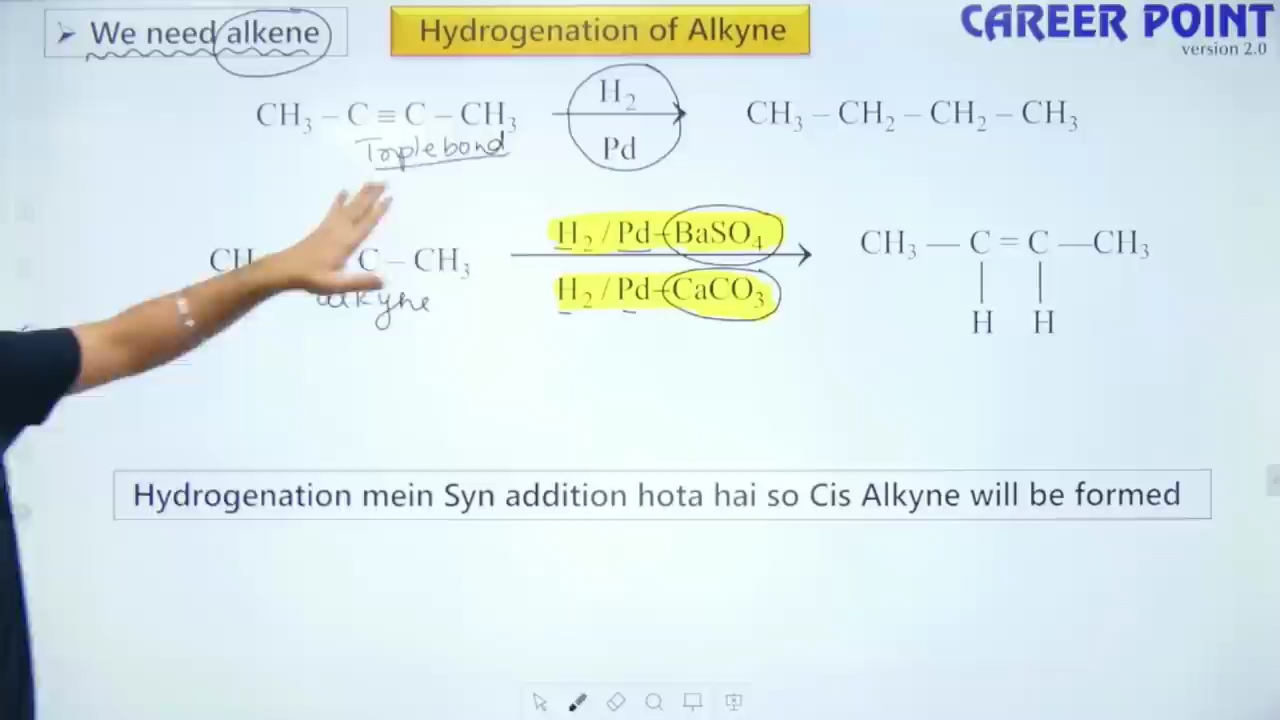 ➤ We need alkene
Hydrogenation of Alkyne
CAREER POINT
version 2.0
CH₃ – C ≡ C – CH₃
H₂
Pd
CH₃ – CH₂ – CH₂ – CH₃
Triple bond
C – CH₃
H₂ / Pd–BaSO₄
H₂ / Pd–CaCO₃
CH₃ — C = C —CH₃
H H
alkyne
Hydrogenation mein Syn addition hota hai so Cis Alkyne will be formed